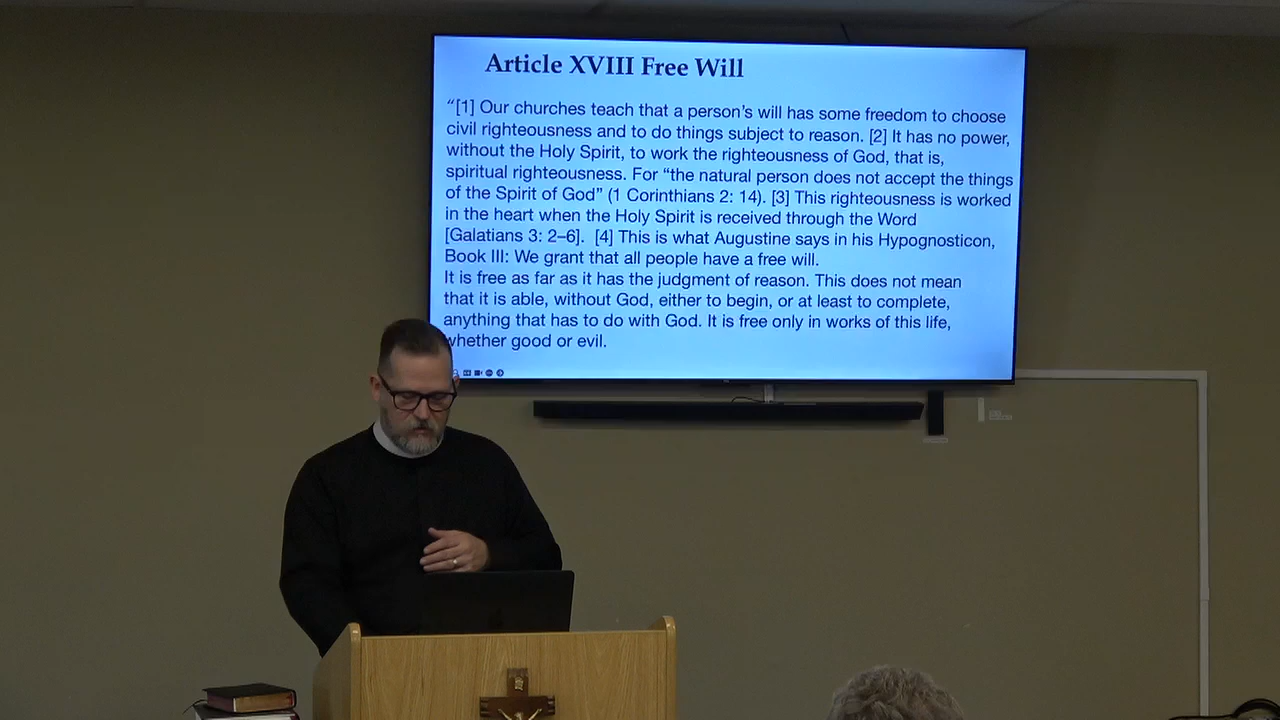 Article XVIII Free Will
“[1] Our churches teach that a person’s will has some freedom to choose
civil righteousness and to do things subject to reason. [2] It has no power,
without the Holy Spirit, to work the righteousness of God, that is,
spiritual righteousness. For “the natural person does not accept the things
of the Spirit of God” (1 Corinthians 2: 14). [3] This righteousness is worked
in the heart when the Holy Spirit is received through the Word
[Galatians 3: 2–6]. [4] This is what Augustine says in his Hypognosticon,
Book III: We grant that all people have a free will.
It is free as far as it has the judgment of reason. This does not mean
that it is able, without God, either to begin, or at least to complete,
anything that has to do with God. It is free only in works of this life,
whether good or evil.